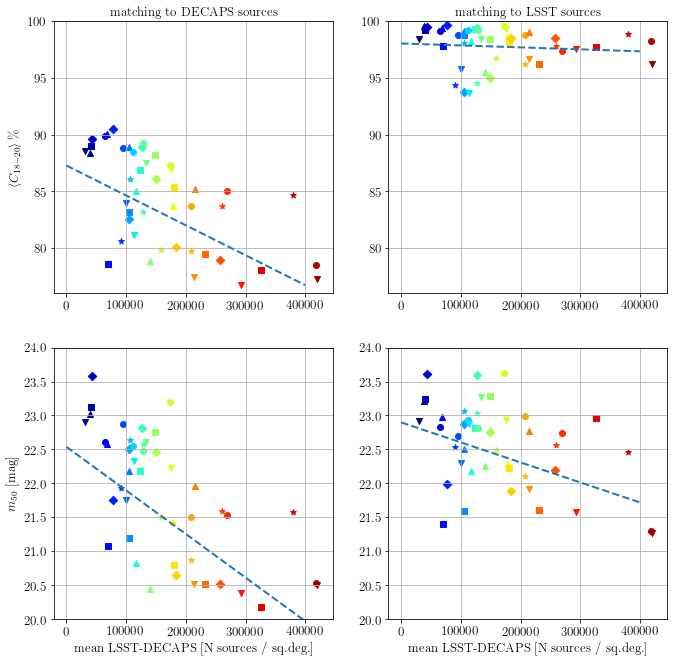 matching to DECAPS sources
matching to LSST sources
100
95
90
85
80
⟨C₁₈₋₂₀⟩ %
0 100000 200000 300000 400000
100
95
90
85
80
0 100000 200000 300000 400000
24.0
23.5
23.0
22.5
22.0
21.5
21.0
20.5
20.0
m₅₀ [mag]
0 100000 200000 300000 400000
mean LSST-DECAPS [N sources / sq.deg.]
24.0
23.5
23.0
22.5
22.0
21.5
21.0
20.5
20.0
0 100000 200000 300000 400000
mean LSST-DECAPS [N sources / sq.deg.]